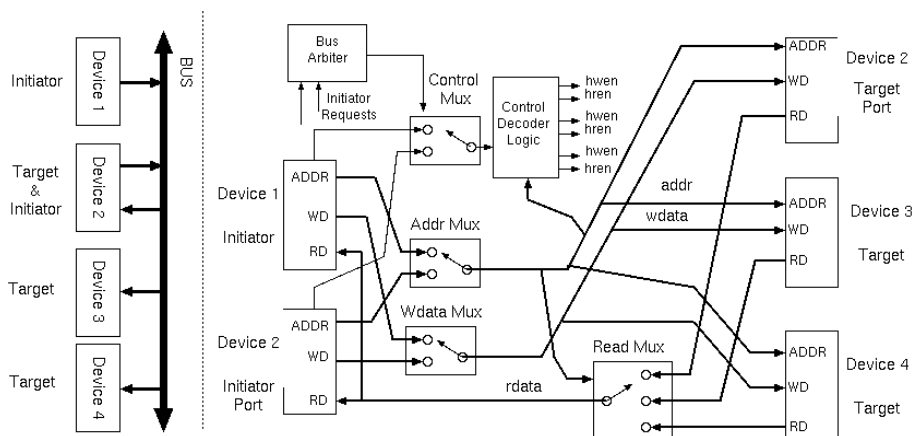 Initiator
Device 1
BUS
Target
&
Initiator
Device 2
Target
Device 3
Target
Device 4
Bus
Arbiter
Initiator
Requests
Control
Mux
Control
Decoder
Logic
hwen
hren
hwen
hren
hwen
hren
Device 1
Initiator
ADDR
WD
RD
Addr Mux
Wdata Mux
Device 2
Initiator
Port
ADDR
WD
RD
rdata
Read Mux
addr
wdata
ADDR
WD
RD
Device 2
Target
Port
ADDR
WD
RD
Device 3
Target
ADDR
WD
RD
Device 4
Target